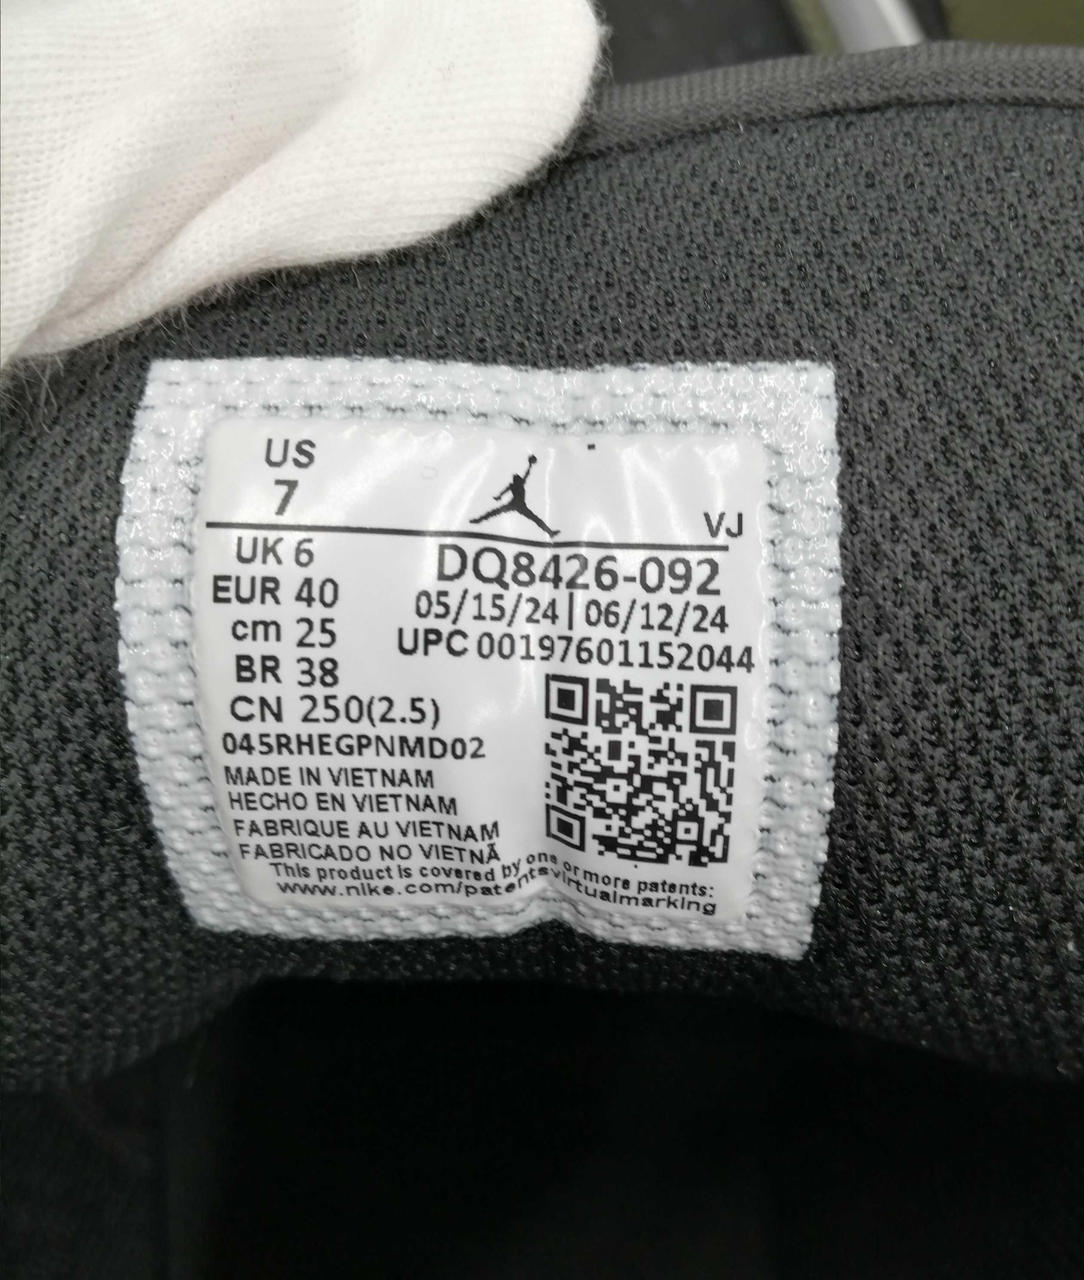 US
7
VJ
UK 6
EUR 40
cm 25
BR 38
CN 250(2.5)
DQ8426-092
05/15/24 | 06/12/24
UPC 00197601152044
045RHEGPNMD02
MADE IN VIETNAM
HECHO EN VIETNAM
FABRIQUE AU VIETNAM
FABRICADO NO VIETNÃ
This product is covered by one or more patents:
www.nike.com/patentsvirtualmarking